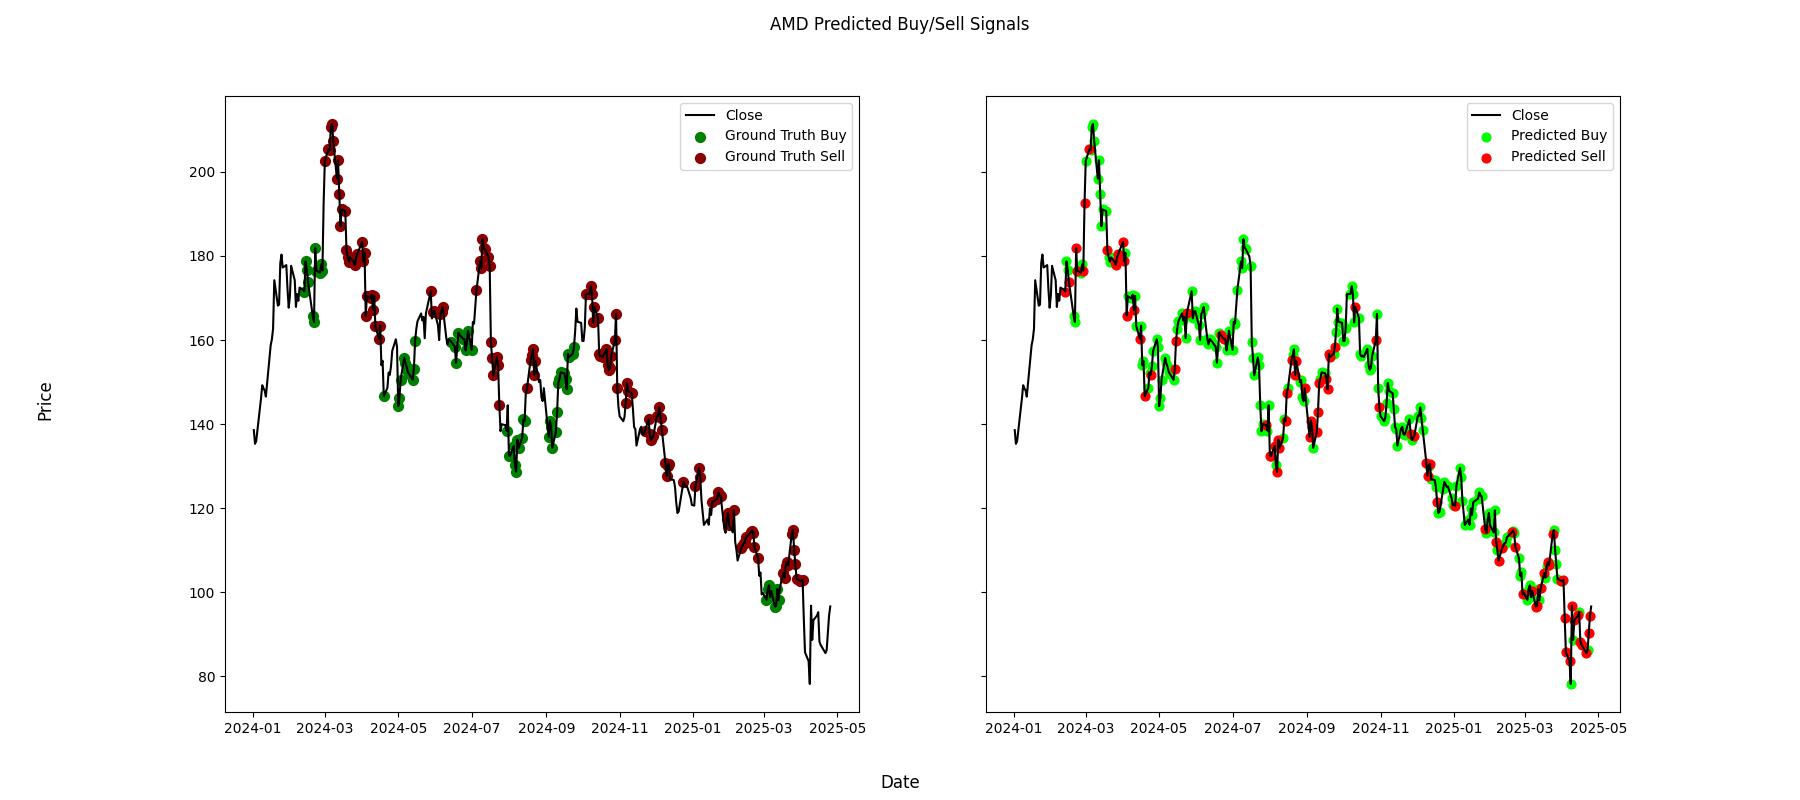 AMD Predicted Buy/Sell Signals
Close
Ground Truth Buy
Ground Truth Sell
Close
Predicted Buy
Predicted Sell
Price
200
180
160
140
120
100
80
2024-01 2024-03 2024-05 2024-07 2024-09 2024-11 2025-01 2025-03 2025-05
2024-01 2024-03 2024-05 2024-07 2024-09 2024-11 2025-01 2025-03 2025-05
Date